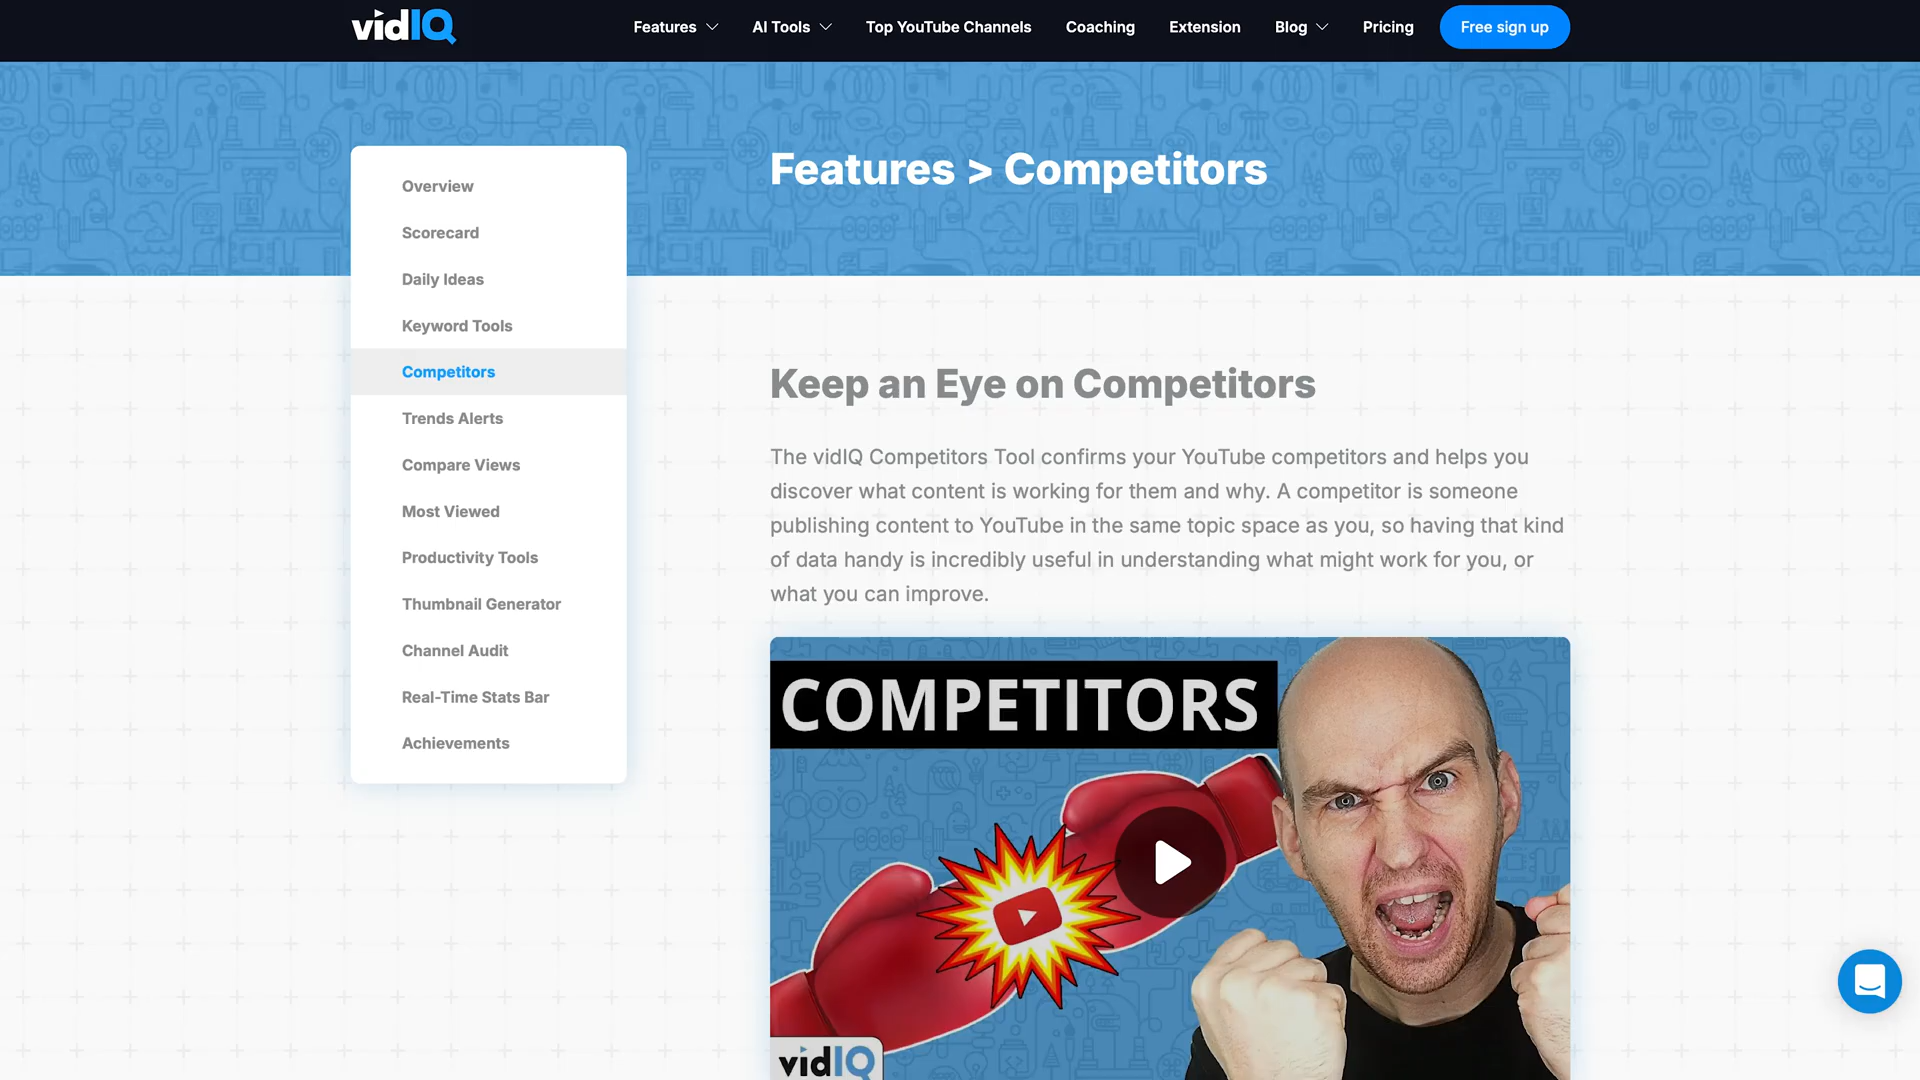 vidIQ
Features
AI Tools
Top YouTube Channels
Coaching
Extension
Blog
Pricing
Free sign up
Features > Competitors
Overview
Scorecard
Daily Ideas
Keyword Tools
Competitors
Trends Alerts
Compare Views
Most Viewed
Productivity Tools
Thumbnail Generator
Channel Audit
Real-Time Stats Bar
Achievements
Keep an Eye on Competitors
The vidIQ Competitors Tool confirms your YouTube competitors and helps you
discover what content is working for them and why. A competitor is someone
publishing content to YouTube in the same topic space as you, so having that kind
of data handy is incredibly useful in understanding what might work for you, or
what you can improve.
COMPETITORS
vidIQ